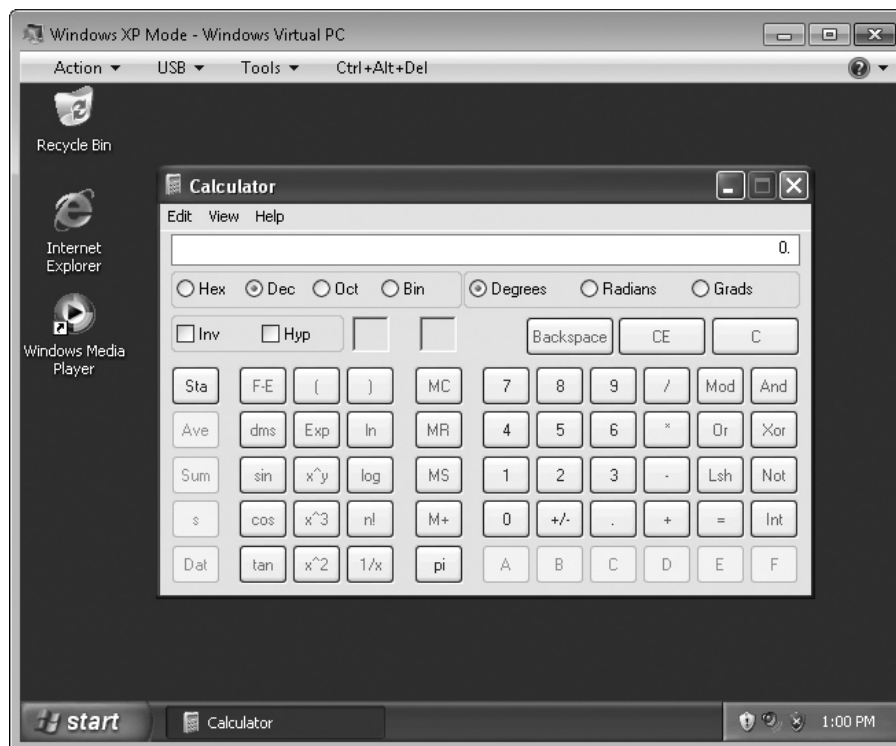 Windows XP Mode - Windows Virtual PC
Action USB Tools Ctrl+Alt+Del
Recycle Bin
Internet
Explorer
Windows Media
Player
Calculator
Edit View Help
0.
Hex Dec Oct Bin Degrees Radians Grads
Inv Hyp Backspace CE C
Sta F-E ( ) MC 7 8 9 / Mod And
Ave dms Exp ln MR 4 5 6 * Or Xor
Sum sin x^y log MS 1 2 3 - Lsh Not
s cos x^3 n! M+ 0 +/- . + = Int
Dat tan x^2 1/x pi A B C D E F
start Calculator 1:00 PM